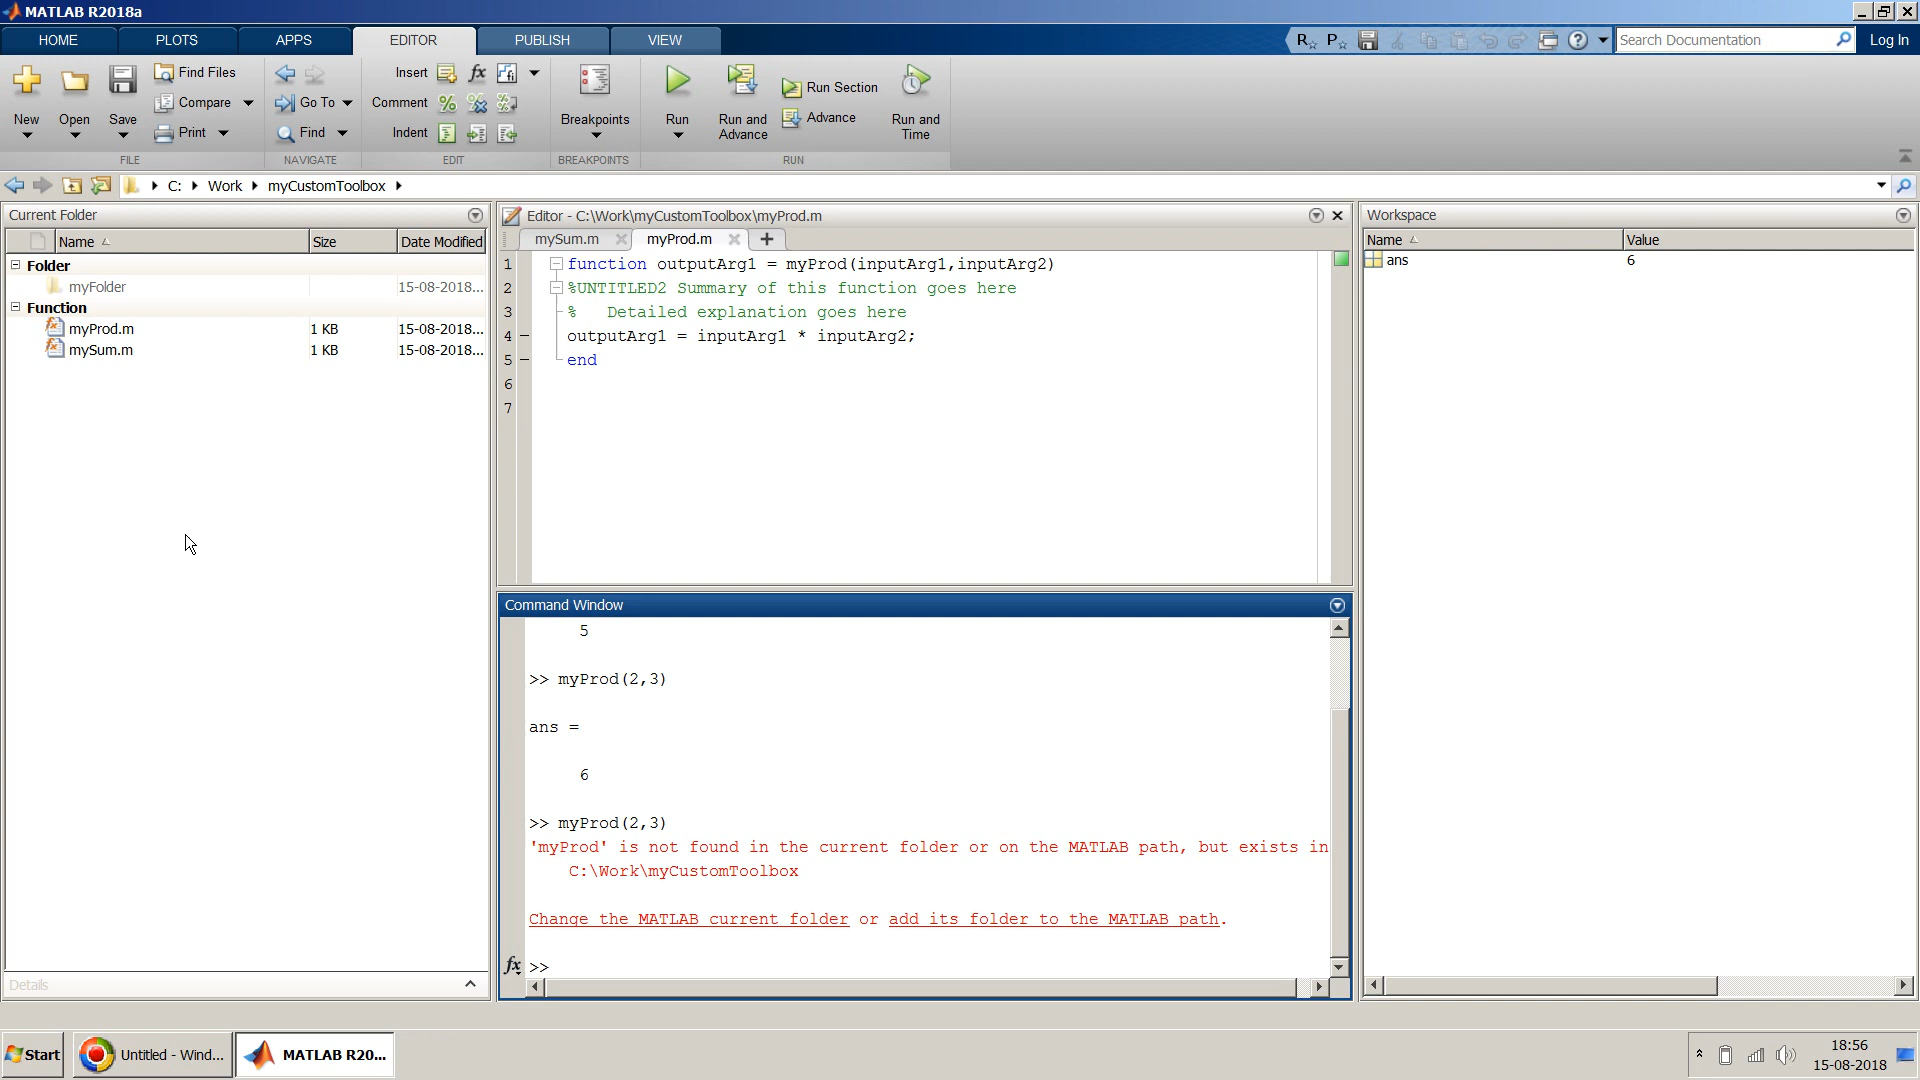 MATLAB R2018a
HOME PLOTS APPS EDITOR PUBLISH VIEW
Search Documentation
Log In
New
Open
Save
Find Files
Compare
Print
FILE
Go To
Find
NAVIGATE
Insert
Comment
Indent
EDIT
Breakpoints
BREAKPOINTS
Run
Run and
Advance
Run Section
Advance
Run and
Time
RUN
C: Work myCustomToolbox
Current Folder
Name Size Date Modified
Folder
myFolder 15-08-2018...
Function
myProd.m 1 KB 15-08-2018...
mySum.m 1 KB 15-08-2018...
Details
Editor - C:\Work\myCustomToolbox\myProd.m
mySum.m myProd.m
1 function outputArg1 = myProd(inputArg1,inputArg2)
2 %UNTITLED2 Summary of this function goes here
3 % Detailed explanation goes here
4 outputArg1 = inputArg1 * inputArg2;
5 end
6
7
Command Window
5
>> myProd(2,3)
ans =
6
>> myProd(2,3)
'myProd' is not found in the current folder or on the MATLAB path, but exists in
C:\Work\myCustomToolbox
Change the MATLAB current folder or add its folder to the MATLAB path.
fx >>
Workspace
Name Value
ans 6
Start
Untitled - Wind...
MATLAB R20...
18:56
15-08-2018